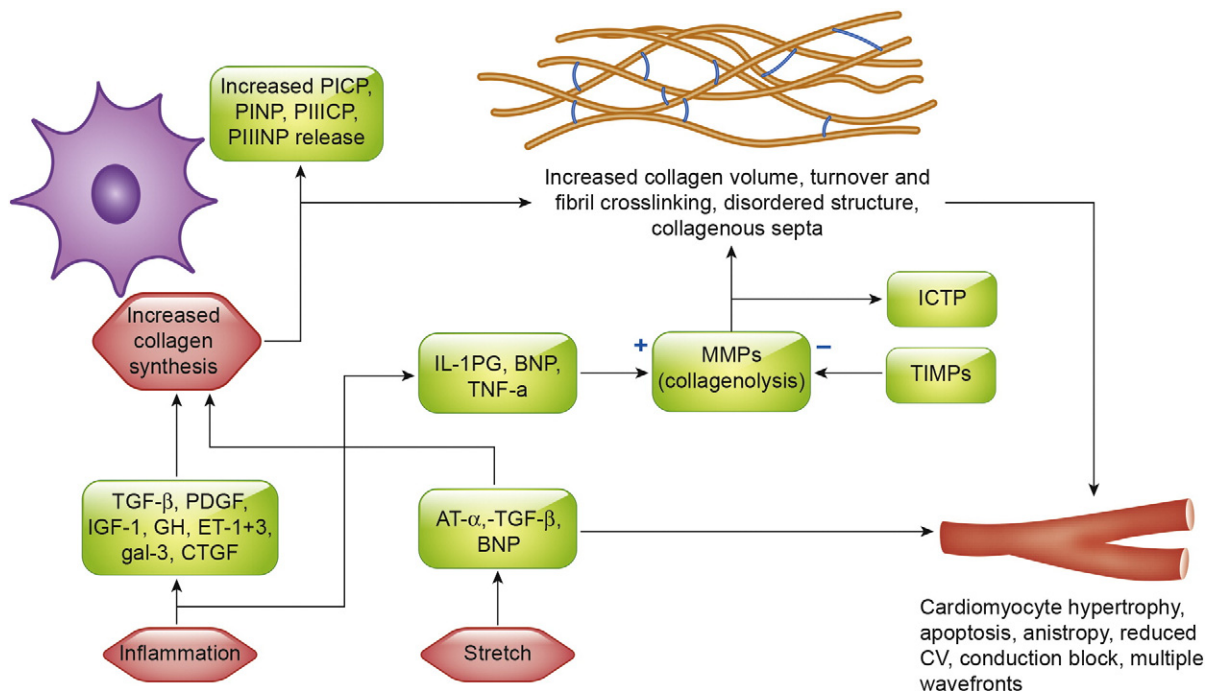 Increased PICP,
PINP, PIIICP,
PIIINP release
Increased collagen volume, turnover and
fibril crosslinking, disordered structure,
collagenous septa
Increased
collagen
synthesis
ICTP
IL-1PG, BNP,
TNF-a
+
MMPs
(collagenolysis)
–
TIMPs
TGF-β, PDGF,
IGF-1, GH, ET-1+3,
gal-3, CTGF
AT-α,-TGF-β,
BNP
Inflammation
Stretch
Cardiomyocyte hypertrophy,
apoptosis, anistropy, reduced
CV, conduction block, multiple
wavefronts